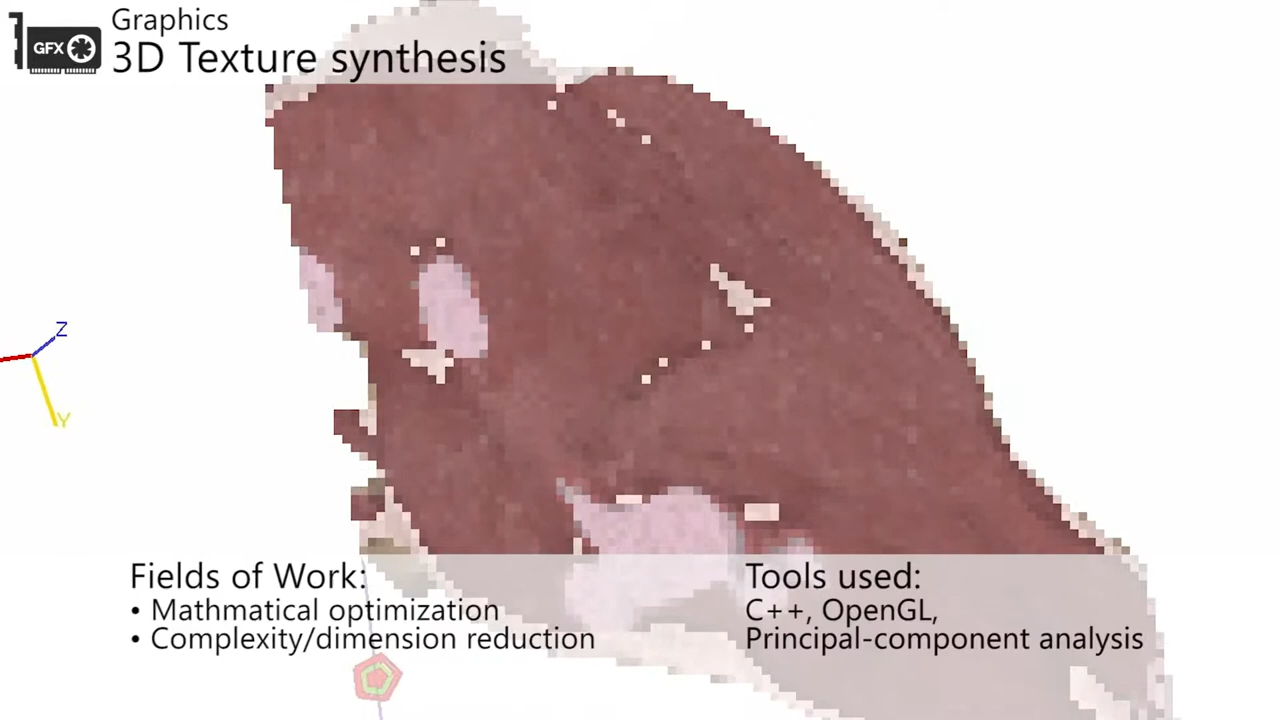 Graphics
GFX
3D Texture synthesis
Z
Y
Fields of Work:
• Mathmatical optimization
• Complexity/dimension reduction
Tools used:
C++, OpenGL,
Principal-component analysis